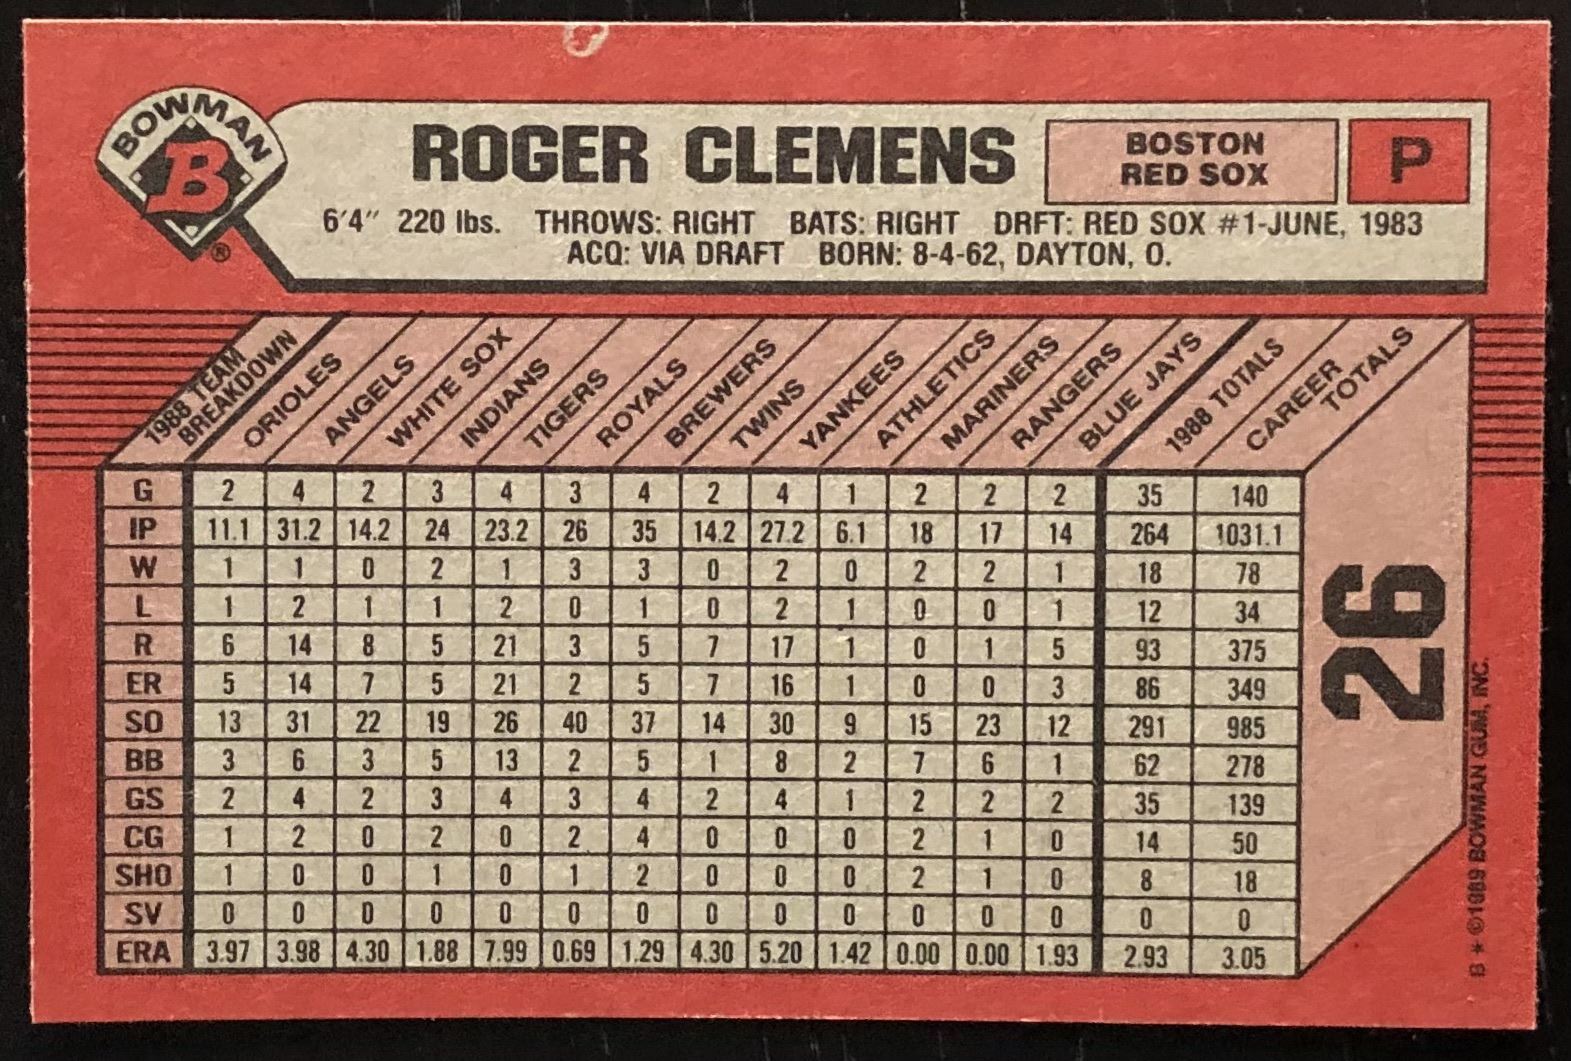 BOWMAN
B
®
ROGER CLEMENS
BOSTON
RED SOX
P
6'4" 220 lbs. THROWS: RIGHT BATS: RIGHT DRFT: RED SOX #1-JUNE, 1983
ACQ: VIA DRAFT BORN: 8-4-62, DAYTON, O.
1988 TEAM BREAKDOWN ORIOLES ANGELS WHITE SOX INDIANS TIGERS ROYALS BREWERS TWINS YANKEES ATHLETICS MARINERS RANGERS BLUE JAYS 1988 TOTALS CAREER TOTALS
G 2 4 2 3 4 3 4 2 4 1 2 2 2 35 140
IP 11.1 31.2 14.2 24 23.2 26 35 14.2 27.2 6.1 18 17 14 264 1031.1
W 1 1 0 2 1 3 3 0 2 0 2 2 1 18 78
L 1 2 1 1 2 0 1 0 2 1 0 0 1 12 34
R 6 14 8 5 21 3 5 7 17 1 0 1 5 93 375
ER 5 14 7 5 21 2 5 7 16 1 0 0 3 86 349
SO 13 31 22 19 26 40 37 14 30 9 15 23 12 291 985
BB 3 6 3 5 13 2 5 1 8 2 7 6 1 62 278
GS 2 4 2 3 4 3 4 2 4 1 2 2 2 35 139
CG 1 2 0 2 0 2 4 0 0 0 2 1 0 14 50
SHO 1 0 0 1 0 1 2 0 0 0 2 1 0 8 18
SV 0 0 0 0 0 0 0 0 0 0 0 0 0 0 0
ERA 3.97 3.98 4.30 1.88 7.99 0.69 1.29 4.30 5.20 1.42 0.00 0.00 1.93 2.93 3.05
26
B * ©1989 BOWMAN GUM, INC.